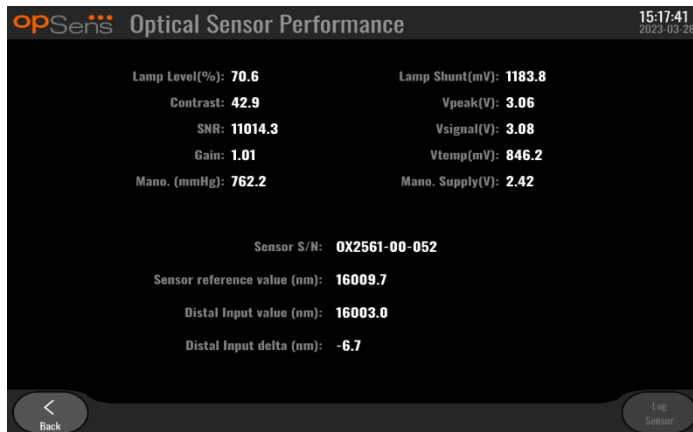 opSens Optical Sensor Performance
15:17:41
2023-03-28
Lamp Level(%): 70.6 Lamp Shunt(mV): 1183.8
Contrast: 42.9 Vpeak(V): 3.06
SNR: 11014.3 Vsignal(V): 3.08
Gain: 1.01 Vtemp(mV): 846.2
Mano. (mmHg): 762.2 Mano. Supply(V): 2.42
Sensor S/N: OX2561-00-052
Sensor reference value (nm): 16009.7
Distal Input value (nm): 16003.0
Distal Input delta (nm): -6.7
Back
Log
Sensor